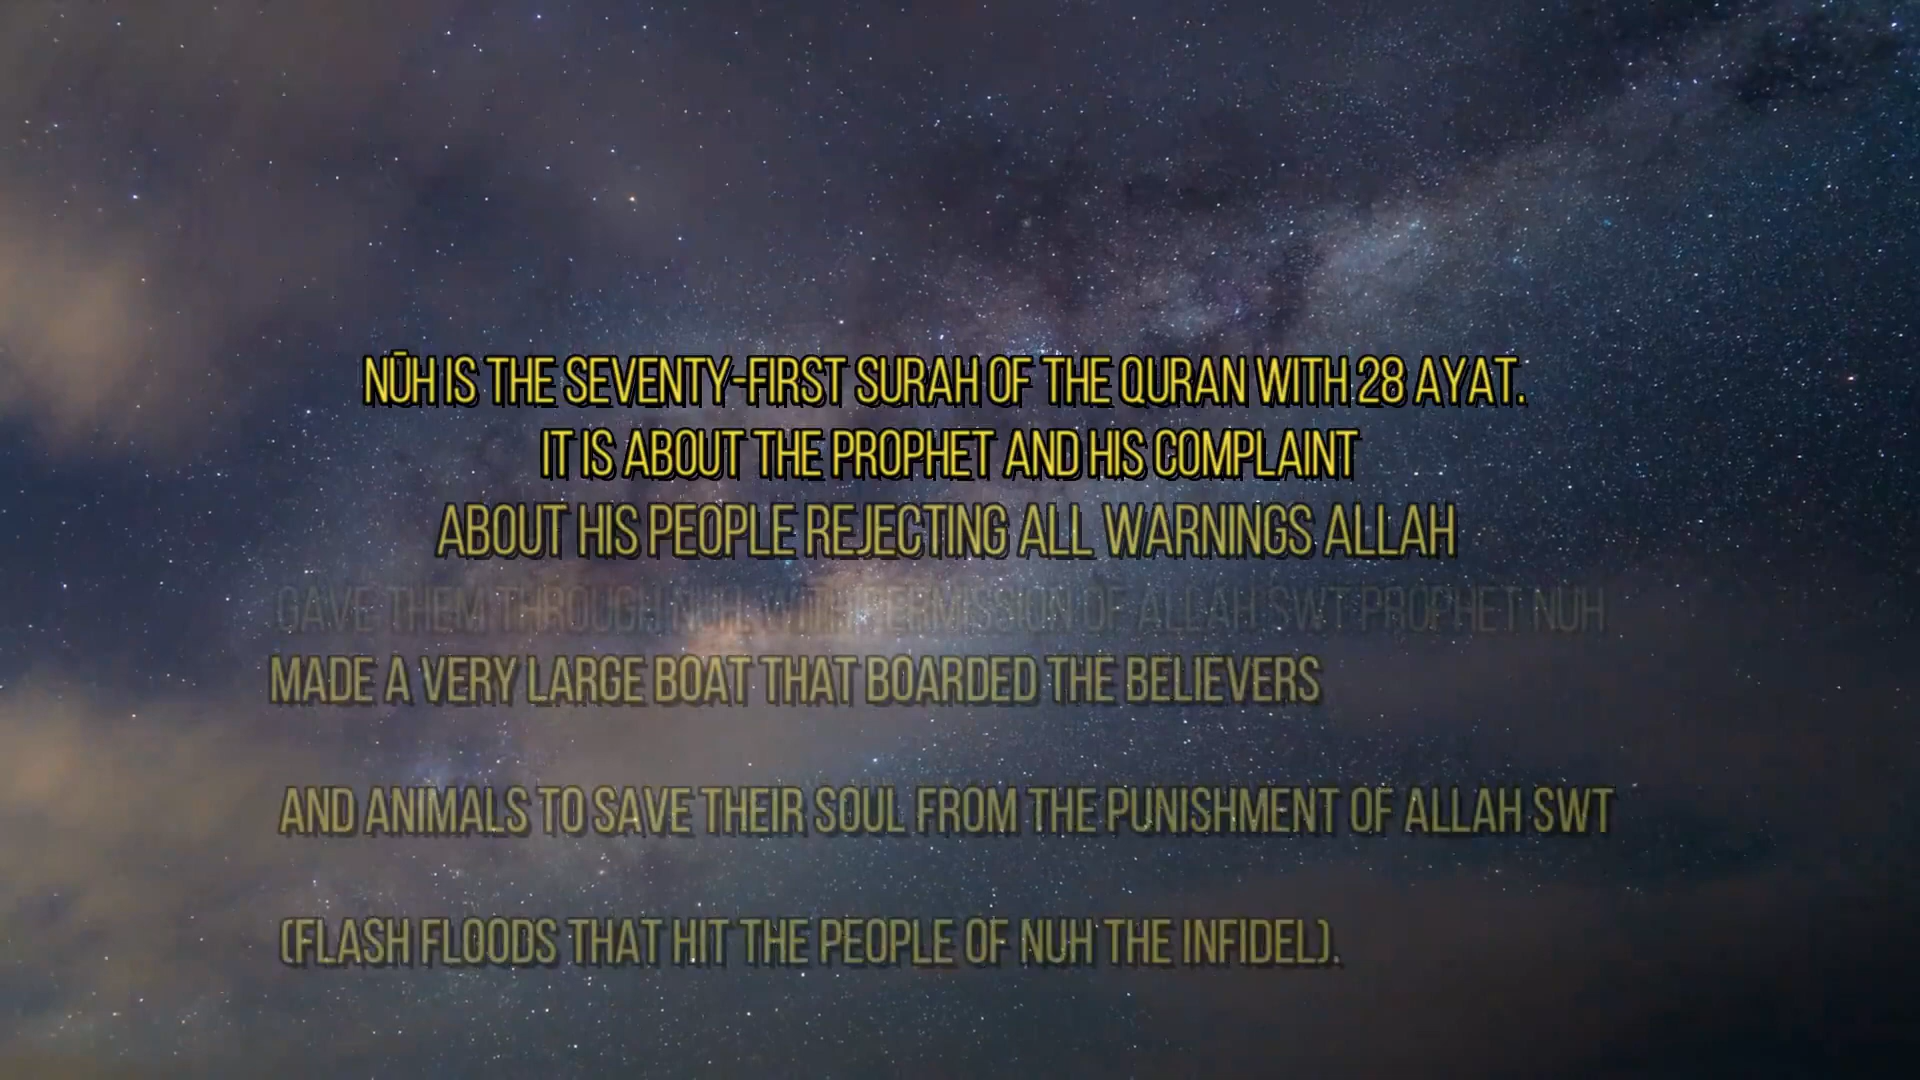 NŪH IS THE SEVENTY-FIRST SURAH OF THE QURAN WITH 28 AYAT.
IT IS ABOUT THE PROPHET AND HIS COMPLAINT
ABOUT HIS PEOPLE REJECTING ALL WARNINGS ALLAH
GAVE THEM THROUGH NUH. WITH PERMISSION OF ALLAH SWT PROPHET NUH
MADE A VERY LARGE BOAT THAT BOARDED THE BELIEVERS
AND ANIMALS TO SAVE THEIR SOUL FROM THE PUNISHMENT OF ALLAH SWT
(FLASH FLOODS THAT HIT THE PEOPLE OF NUH THE INFIDEL).